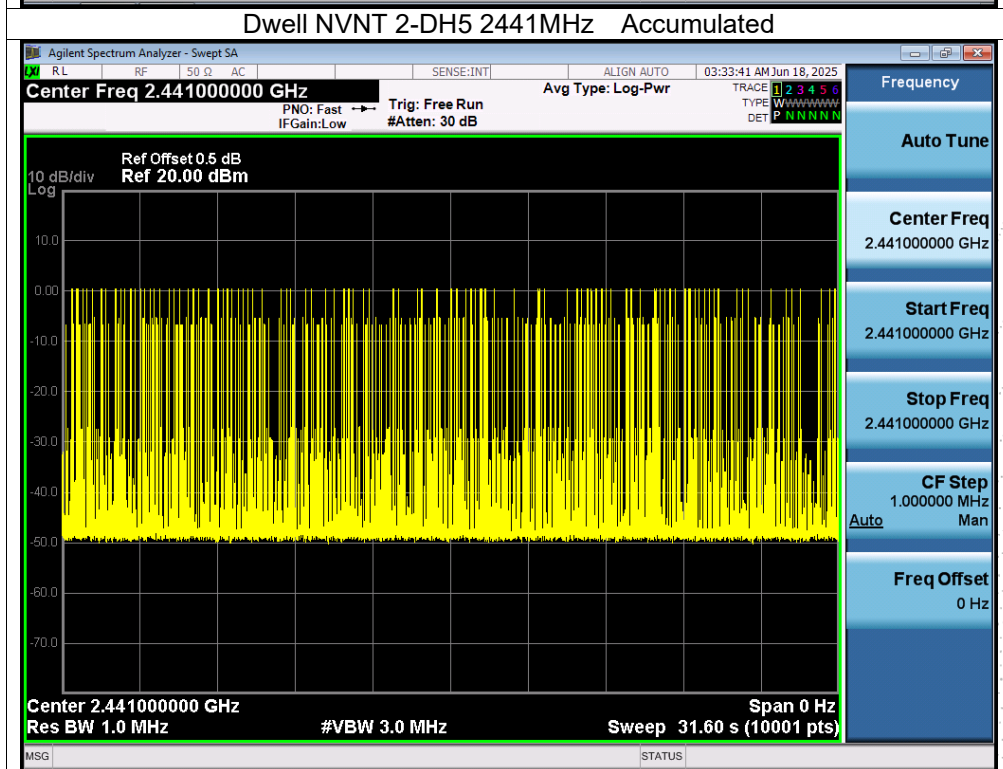 Dwell NVNT 2-DH5 2441MHz Accumulated
Agilent Spectrum Analyzer - Swept SA
LXI RL RF 50 Ω AC SENSE:INT ALIGN AUTO 03:33:41 AM Jun 18, 2025
Center Freq 2.441000000 GHz
PNO: Fast
IFGain:Low
Trig: Free Run
#Atten: 30 dB
Avg Type: Log-Pwr
TRACE 1 2 3 4 5 6
TYPE WWWWWWW
DET P N N N N N
Ref Offset 0.5 dB
10 dB/div Ref 20.00 dBm
Log
10.0
0.00
-10.0
-20.0
-30.0
-40.0
-50.0
-60.0
-70.0
Center 2.441000000 GHz Span 0 Hz
Res BW 1.0 MHz #VBW 3.0 MHz Sweep 31.60 s (10001 pts)
MSG STATUS
Frequency
Auto Tune
Center Freq
2.441000000 GHz
Start Freq
2.441000000 GHz
Stop Freq
2.441000000 GHz
CF Step
1.000000 MHz
Auto Man
Freq Offset
0 Hz